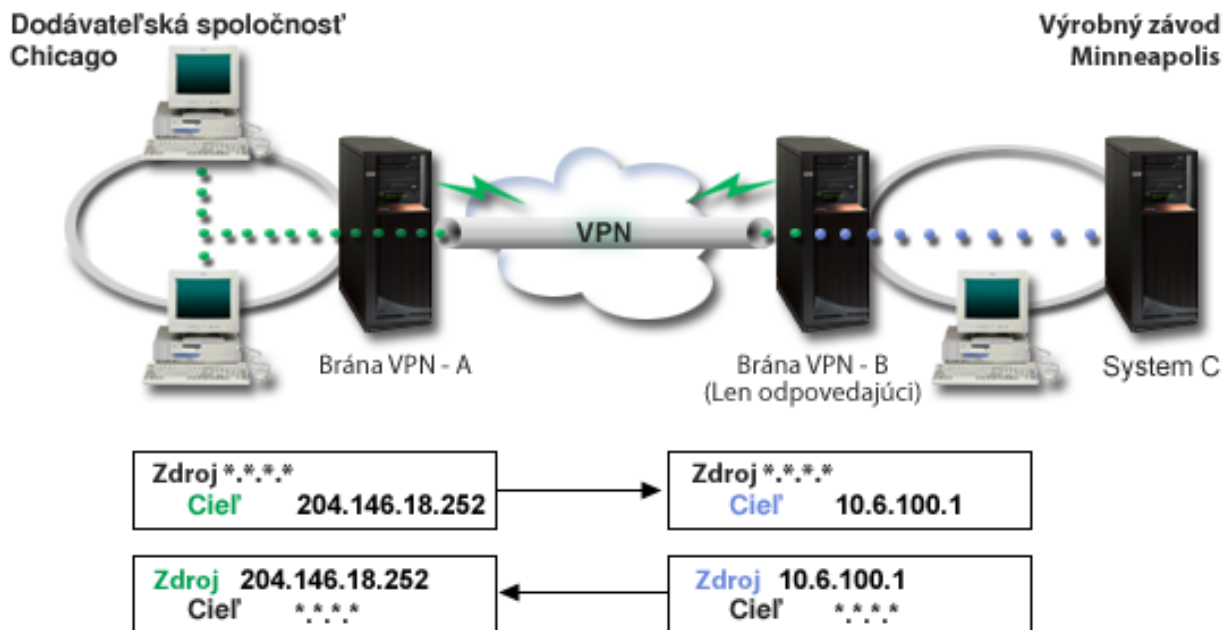 Dodávateľská spoločnosť
Chicago
Výrobný závod
Minneapolis
VPN
Brána VPN - A
Brána VPN - B
(Len odpovedajúci)
System C
Zdroj *.*.*.*
Cieľ 204.146.18.252
Zdroj *.*.*.*
Cieľ 10.6.100.1
Zdroj 204.146.18.252
Cieľ *.*.*.*
Zdroj 10.6.100.1
Cieľ *.*.*.*